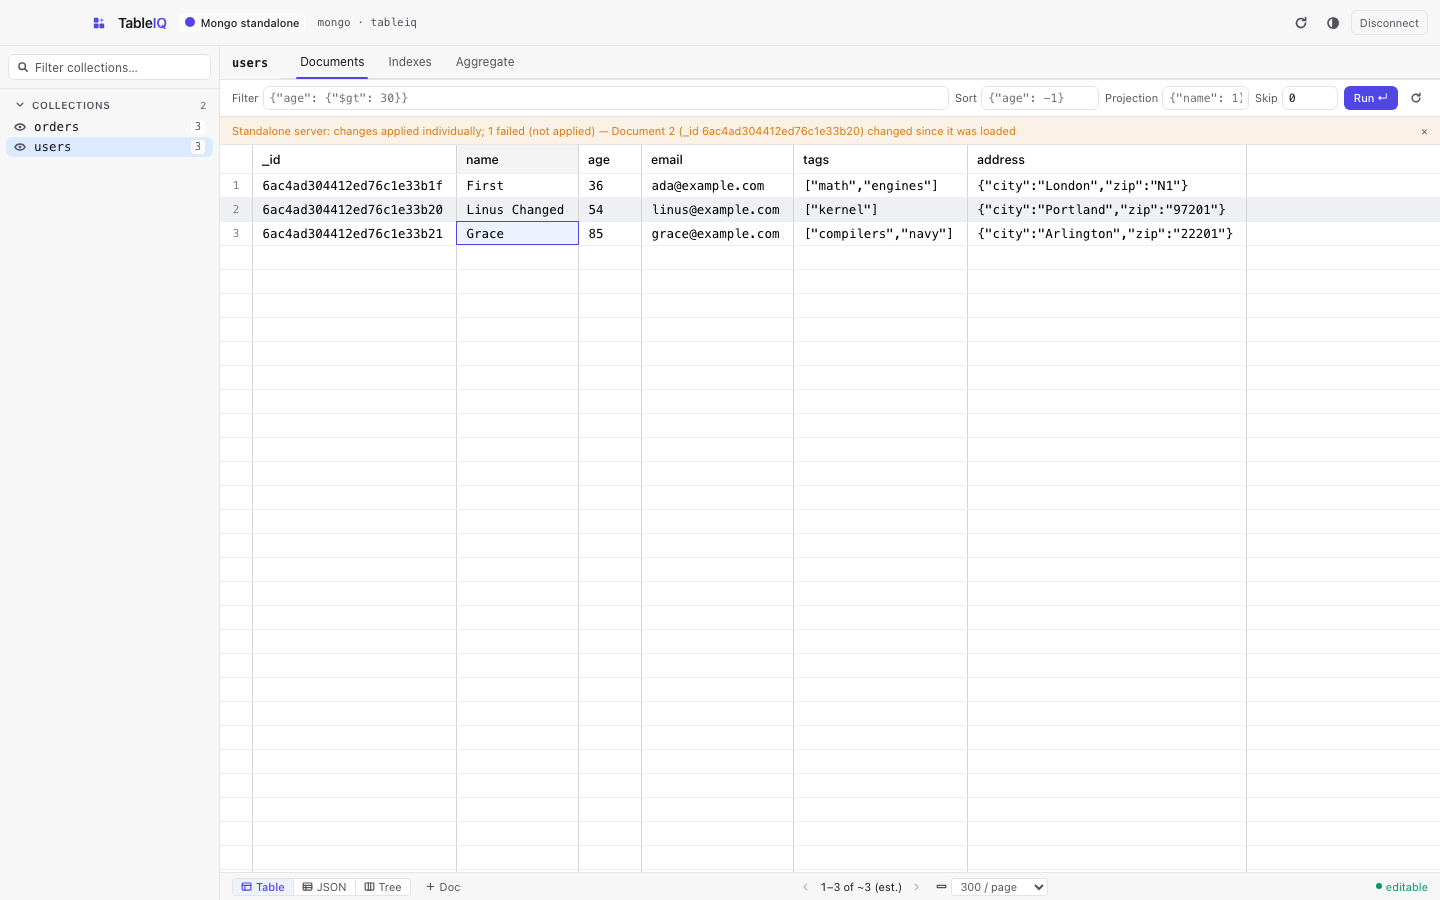 TableIQ Mongo standalone mongo · tableiq Disconnect
Filter collections...
COLLECTIONS 2
orders 3
users 3
users Documents Indexes Aggregate
Filter {"age": {"$gt": 30}} Sort {"age": −1} Projection {"name": 1} Skip 0 Run ↵
Standalone server: changes applied individually; 1 failed (not applied) — Document 2 (_id 6ac4ad304412ed76c1e33b20) changed since it was loaded ×
_id name age email tags address
1 6ac4ad304412ed76c1e33b1f First 36 ada@example.com ["math","engines"] {"city":"London","zip":"N1"}
2 6ac4ad304412ed76c1e33b20 Linus Changed 54 linus@example.com ["kernel"] {"city":"Portland","zip":"97201"}
3 6ac4ad304412ed76c1e33b21 Grace 85 grace@example.com ["compilers","navy"] {"city":"Arlington","zip":"22201"}
Table JSON Tree + Doc 1–3 of ~3 (est.) 300 / page editable